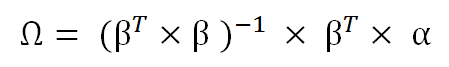 Ω = (β^T × β )^{-1} × β^T × α